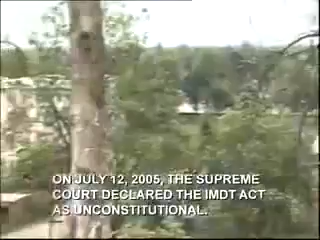 ON JULY 12, 2005, THE SUPREME
COURT DECLARED THE IMDT ACT
AS UNCONSTITUTIONAL.